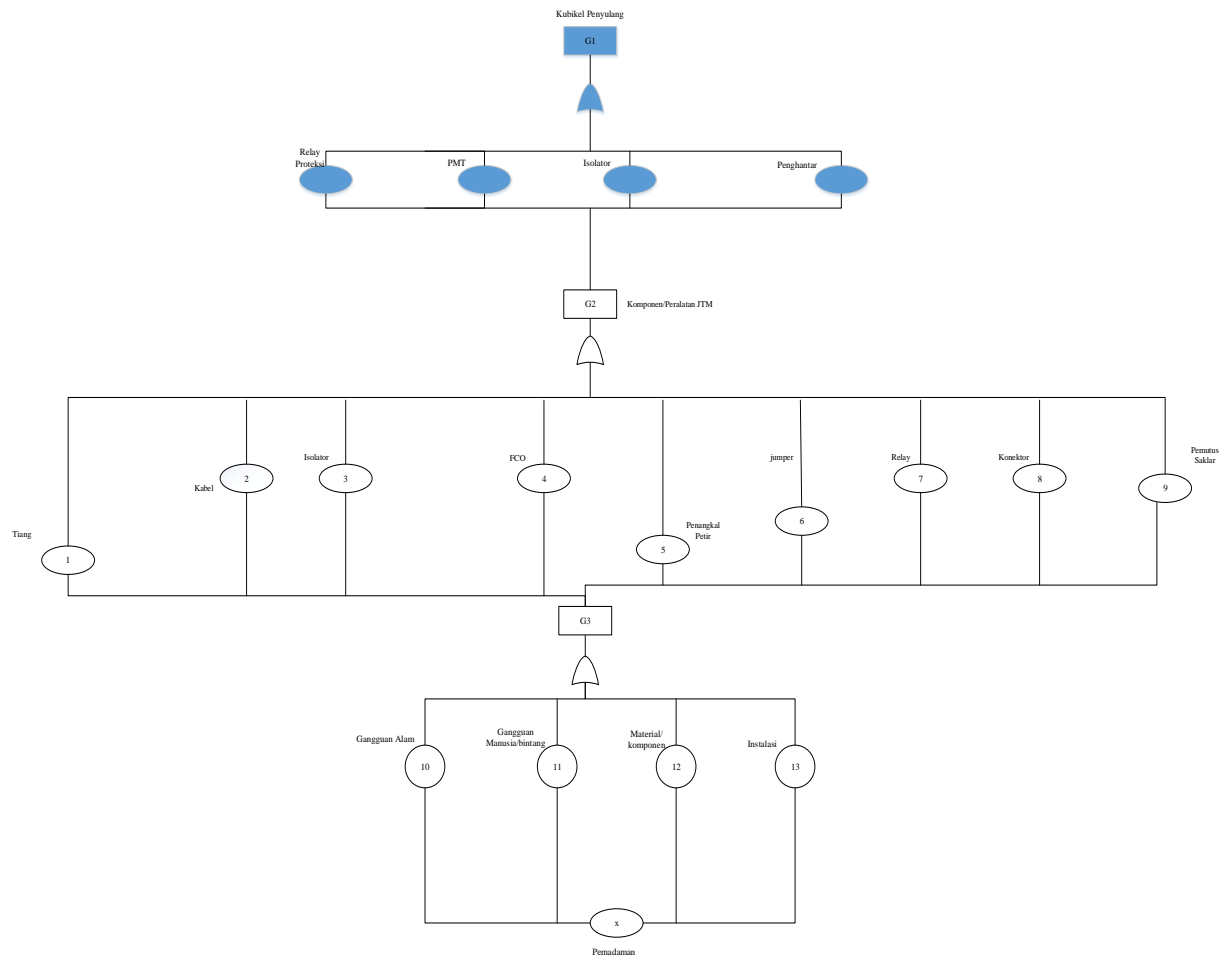 Kubikel Penyulang
G1
Relay
Proteksi
PMT
Isolator
Penghantar
G2
Komponen/Peralatan JTM
Tiang
1
Kabel
2
Isolator
3
FCO
4
Penangkal
Petir
5
jumper
6
Relay
7
Konektor
8
Pemutus
Saklar
9
G3
Gangguan Alam
10
Gangguan
Manusia/bintang
11
Material/
komponen
12
Instalasi
13
x
Pemadaman